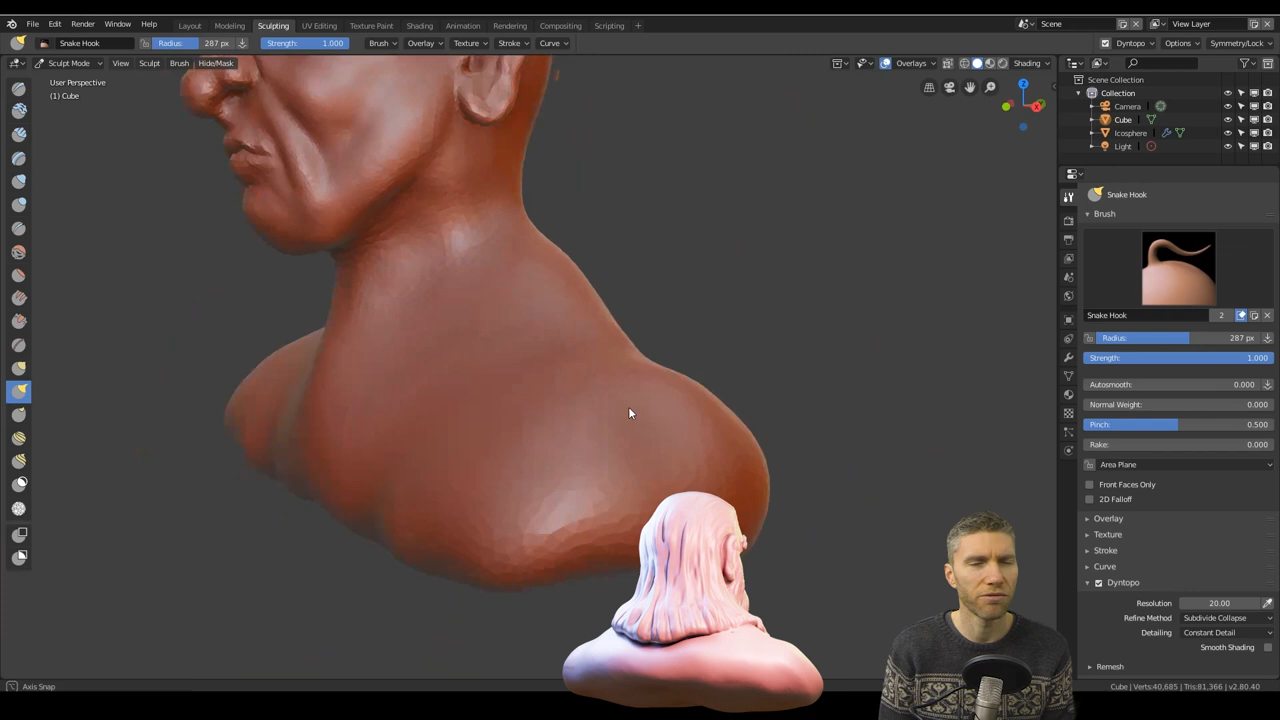 File Edit Render Window Help
Layout Modeling Sculpting UV Editing Texture Paint Shading Animation Rendering Compositing Scripting +
Scene
View Layer
Snake Hook Radius: 287 px Strength: 1.000 Brush Overlay Texture Stroke Curve
Dyntopo Options Symmetry/Lock
Sculpt Mode View Sculpt Brush Hide/Mask
Overlays Shading
User Perspective
(1) Cube
Z
X
Scene Collection
Collection
Camera
Cube
Icosphere
Light
Snake Hook
Brush
Snake Hook 2
Radius: 287 px
Strength: 1.000
Autosmooth: 0.000
Normal Weight: 0.000
Pinch: 0.500
Rake: 0.000
Area Plane
Front Faces Only
2D Falloff
Overlay
Texture
Stroke
Curve
Dyntopo
Resolution 20.00
Refine Method Subdivide Collapse
Detailing Constant Detail
Smooth Shading
Remesh
Axis Snap
Cube | Verts:40,685 | Tris:81,366 | v2.80.40